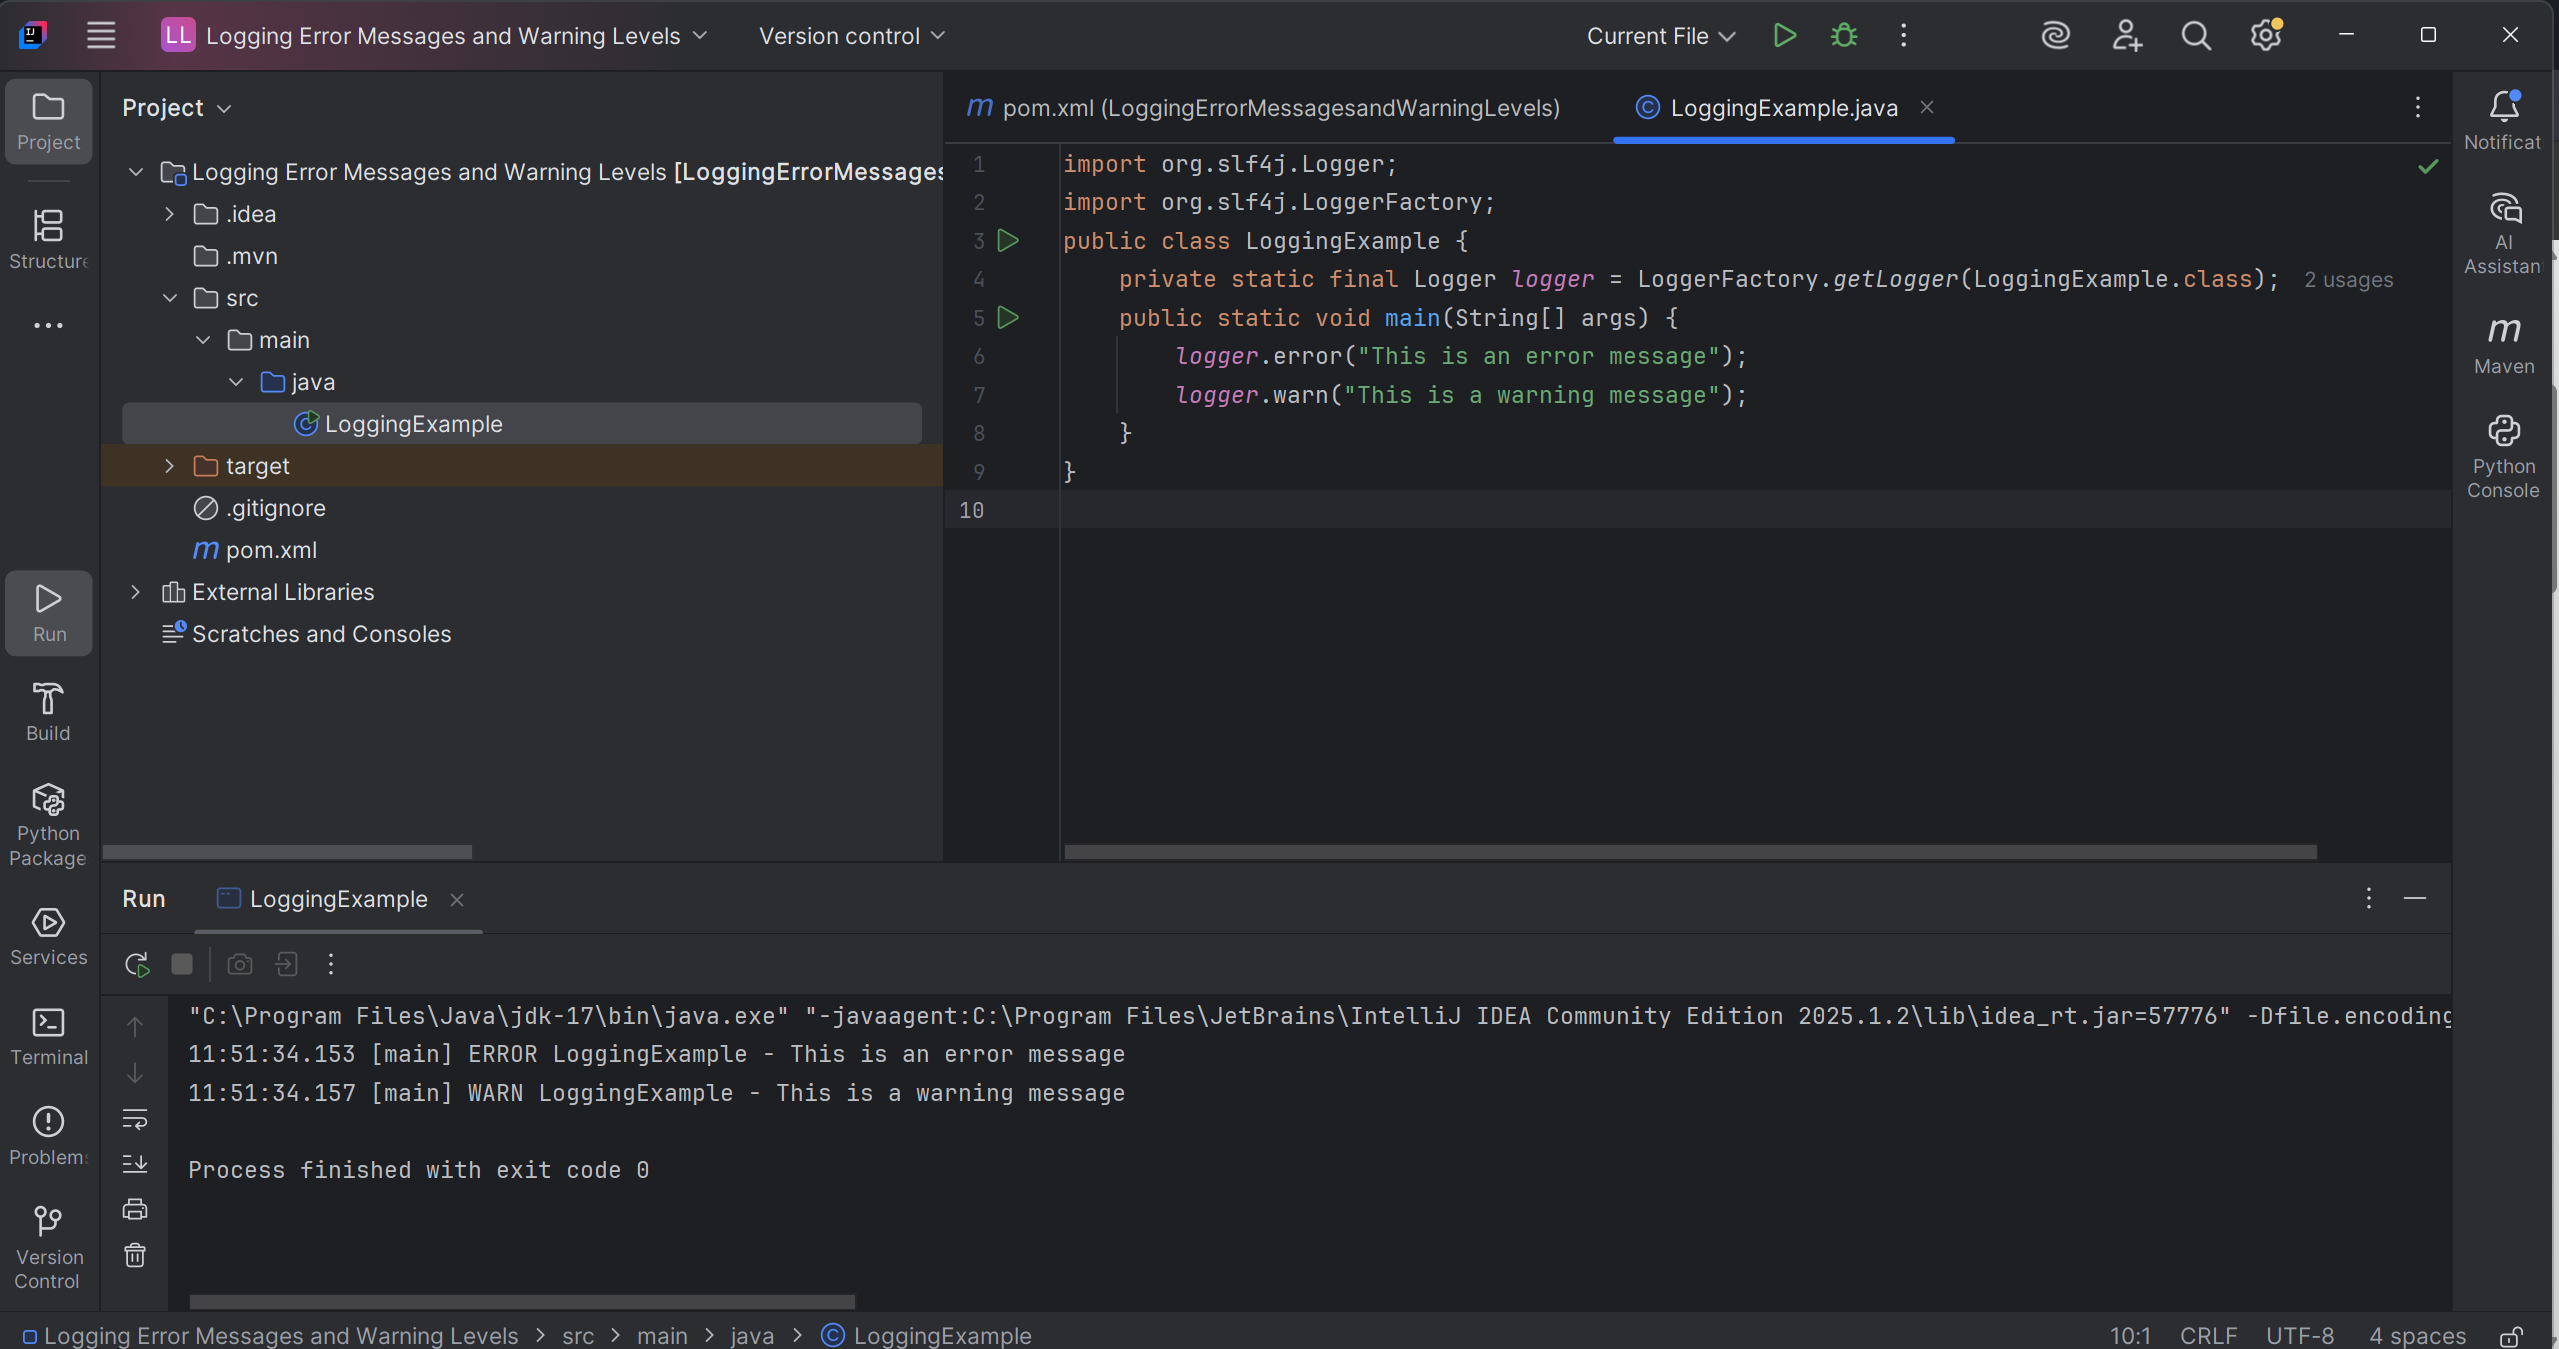 LL Logging Error Messages and Warning Levels Version control Current File
Project
Project
Structure
Logging Error Messages and Warning Levels [LoggingErrorMessages
.idea
.mvn
src
main
java
LoggingExample
target
.gitignore
m pom.xml
External Libraries
Scratches and Consoles
m pom.xml (LoggingErrorMessagesandWarningLevels) LoggingExample.java
1 import org.slf4j.Logger;
2 import org.slf4j.LoggerFactory;
3 public class LoggingExample {
4 private static final Logger logger = LoggerFactory.getLogger(LoggingExample.class); 2 usages
5 public static void main(String[] args) {
6 logger.error("This is an error message");
7 logger.warn("This is a warning message");
8 }
9 }
10
Notificat
AI
Assistan
m
Maven
Python
Console
Run
Build
Python
Package
Services
Terminal
Problems
Version
Control
Run LoggingExample
"C:\Program Files\Java\jdk-17\bin\java.exe" "-javaagent:C:\Program Files\JetBrains\IntelliJ IDEA Community Edition 2025.1.2\lib\idea_rt.jar=57776" -Dfile.encoding
11:51:34.153 [main] ERROR LoggingExample - This is an error message
11:51:34.157 [main] WARN LoggingExample - This is a warning message
Process finished with exit code 0
Logging Error Messages and Warning Levels > src > main > java > LoggingExample 10:1 CRLF UTF-8 4 spaces